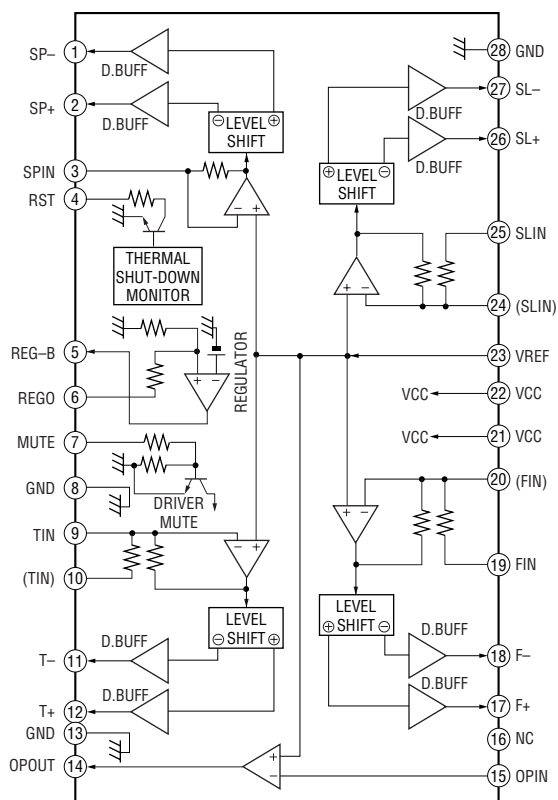 SP– 1
D.BUFF
SP+ 2
D.BUFF
⊖ ⊕
LEVEL
SHIFT
SPIN 3
RST 4
– +
THERMAL
SHUT-DOWN
MONITOR
REG–B 5
REGO 6
+ –
REGULATOR
MUTE 7
GND 8
DRIVER
MUTE
TIN 9
(TIN) 10
– +
LEVEL
⊖ SHIFT ⊕
T– 11
D.BUFF
T+ 12
D.BUFF
GND 13
OPOUT 14
+
–
28 GND
27 SL–
D.BUFF
26 SL+
D.BUFF
⊕ ⊖
LEVEL
SHIFT
25 SLIN
+ –
24 (SLIN)
23 VREF
VCC 22 VCC
VCC 21 VCC
20 (FIN)
+ –
19 FIN
LEVEL
⊕ SHIFT ⊖
D.BUFF
18 F–
D.BUFF
17 F+
16 NC
15 OPIN